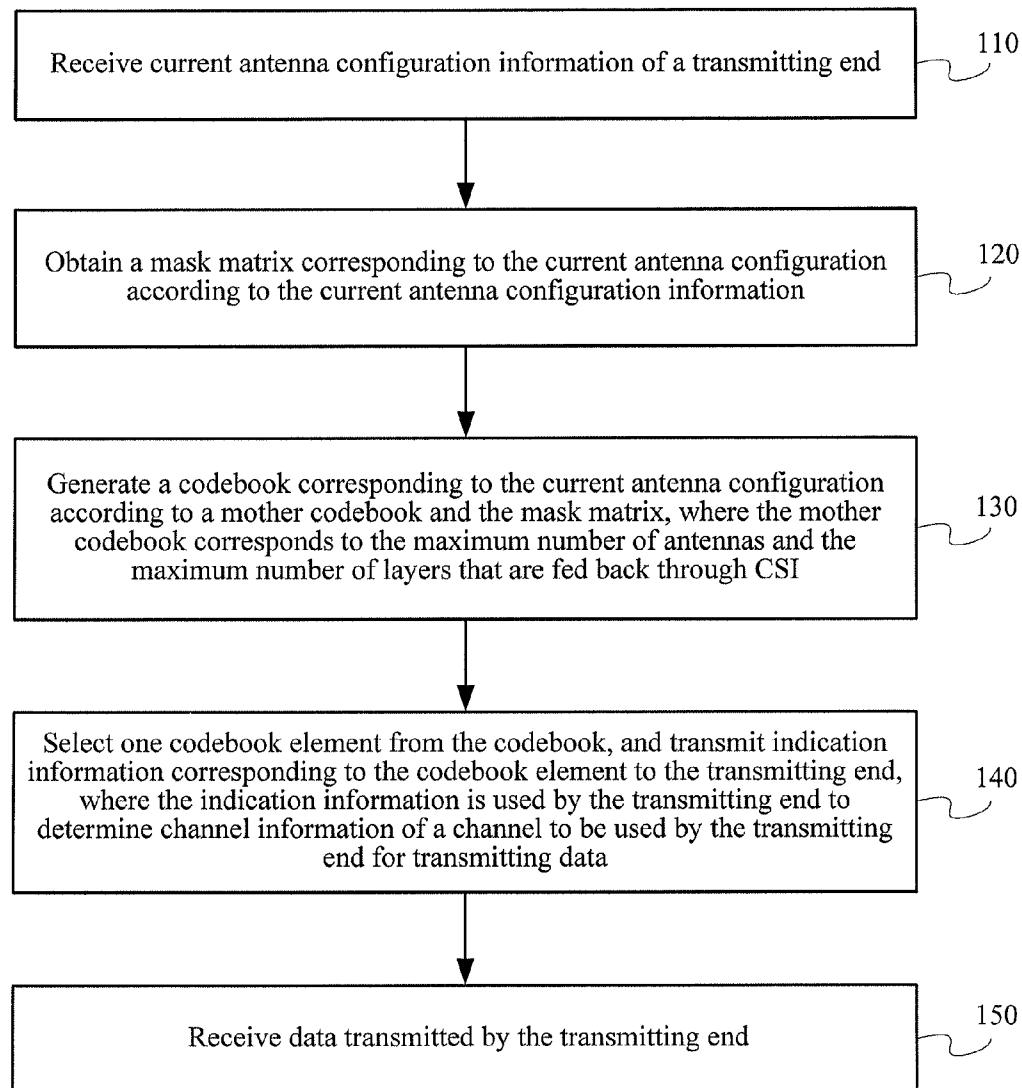 Receive current antenna configuration information of a transmitting end
110
Obtain a mask matrix corresponding to the current antenna configuration
according to the current antenna configuration information
120
Generate a codebook corresponding to the current antenna configuration
according to a mother codebook and the mask matrix, where the mother
codebook corresponds to the maximum number of antennas and the
maximum number of layers that are fed back through CSI
130
Select one codebook element from the codebook, and transmit indication
information corresponding to the codebook element to the transmitting end,
where the indication information is used by the transmitting end to
determine channel information of a channel to be used by the transmitting
end for transmitting data
140
Receive data transmitted by the transmitting end
150